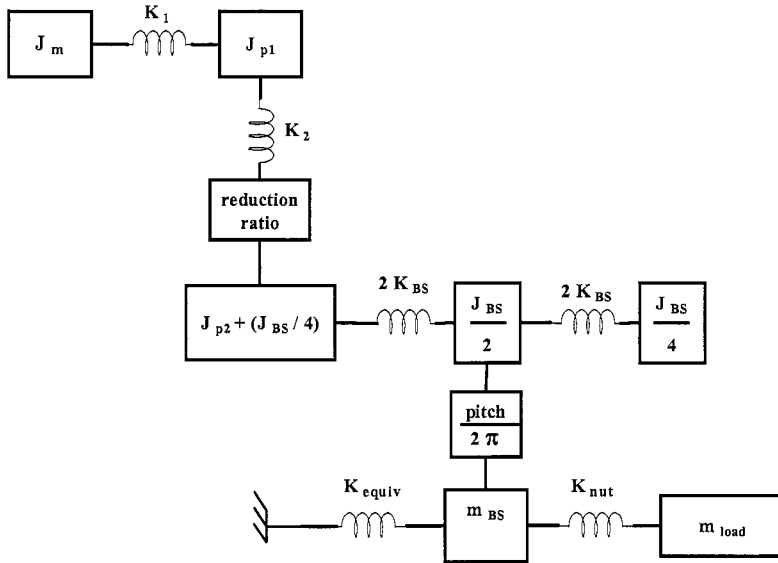 K 1
J m
J p1
K 2
reduction
ratio
2 K BS
2 K BS
J p2 + (J BS / 4)
J BS
2
J BS
4
pitch
2 π
K equiv
K nut
m BS
m load